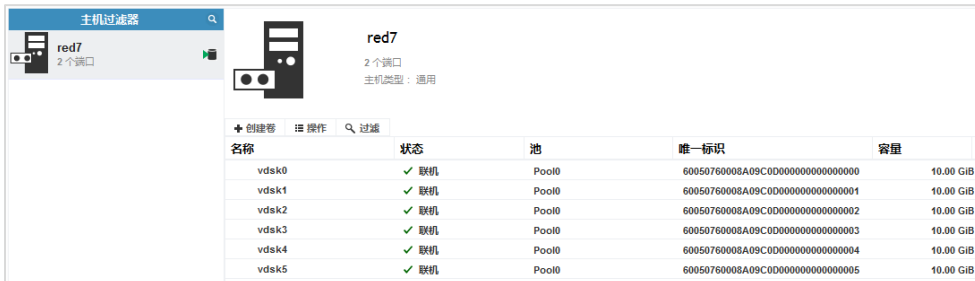 主机过滤器
red7
2 个端口
red7
2 个端口
主机类型： 通用
创建卷 操作 过滤
名称 状态 池 唯一标识 容量
vdsk0 联机 Pool0 60050760008A09C0D000000000000000 10.00 GiB
vdsk1 联机 Pool0 60050760008A09C0D000000000000001 10.00 GiB
vdsk2 联机 Pool0 60050760008A09C0D000000000000002 10.00 GiB
vdsk3 联机 Pool0 60050760008A09C0D000000000000003 10.00 GiB
vdsk4 联机 Pool0 60050760008A09C0D000000000000004 10.00 GiB
vdsk5 联机 Pool0 60050760008A09C0D000000000000005 10.00 GiB